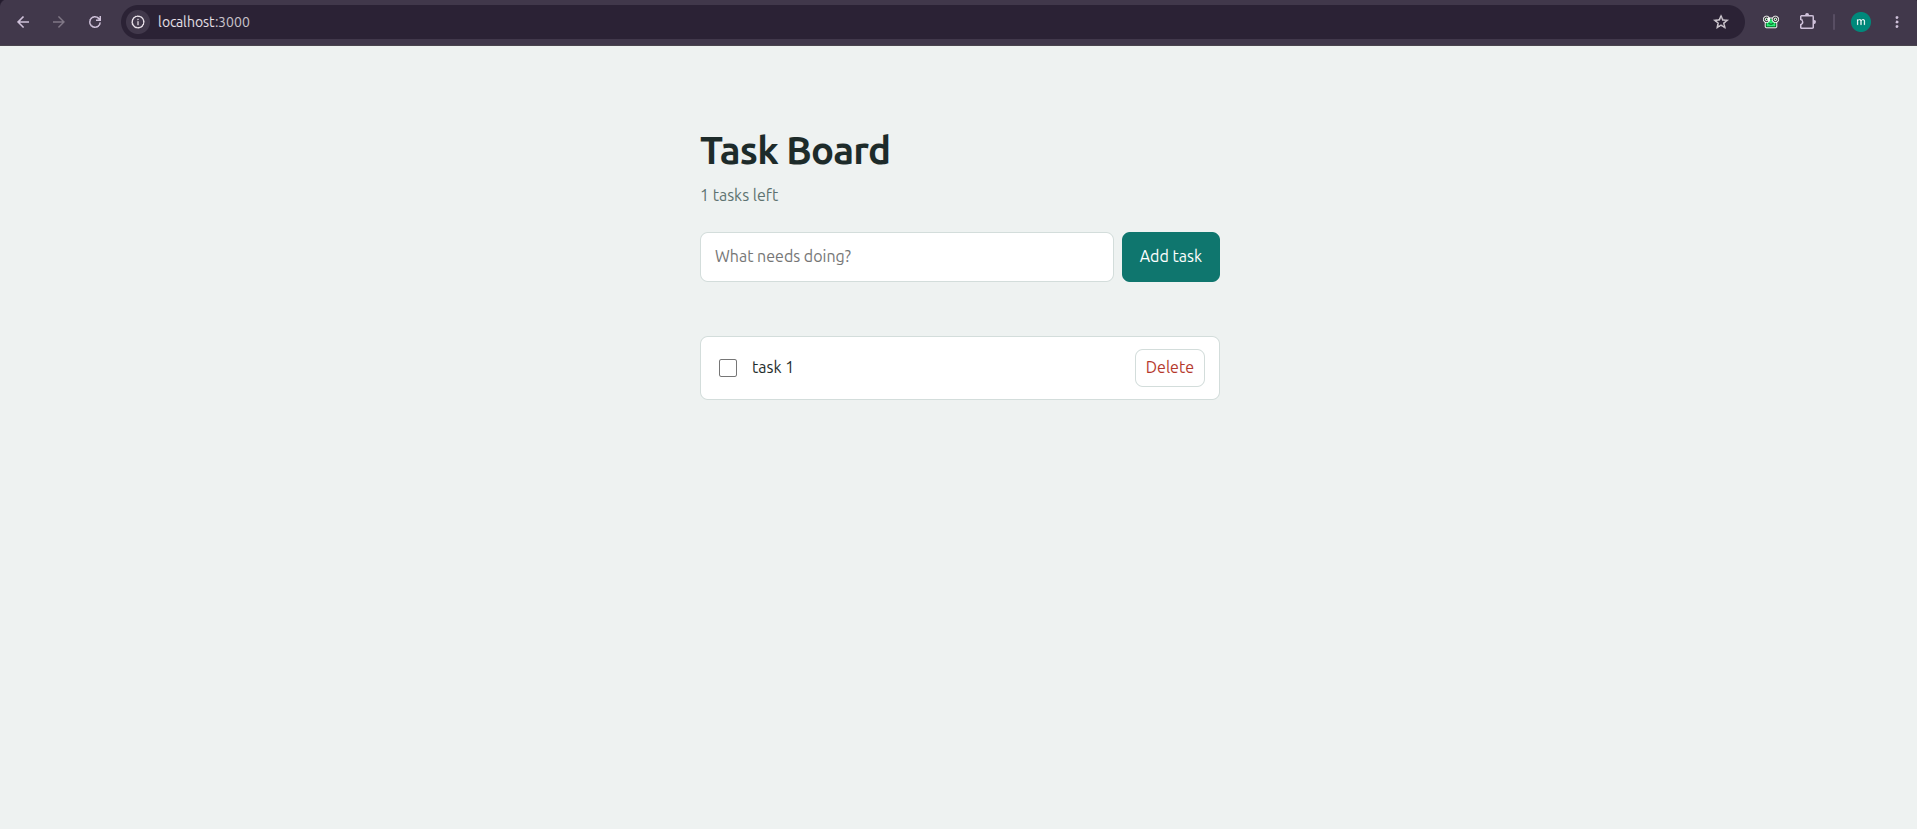 localhost:3000
m
Task Board
1 tasks left
What needs doing?
Add task
task 1
Delete